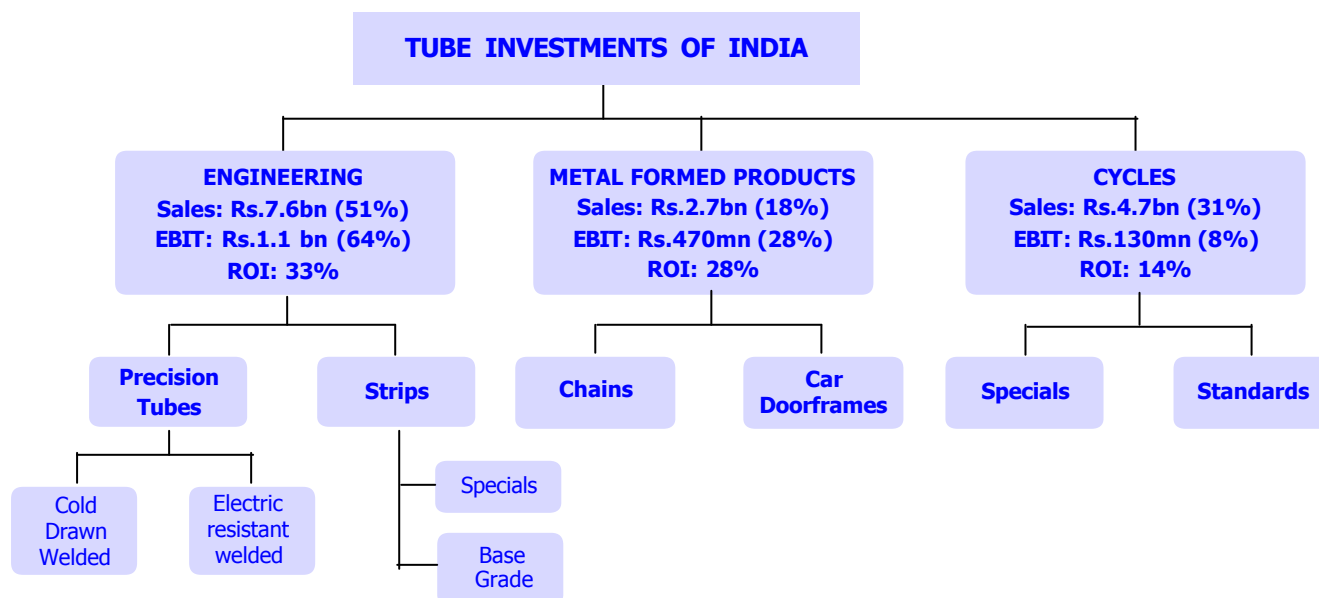 TUBE INVESTMENTS OF INDIA
ENGINEERING
Sales: Rs.7.6bn (51%)
EBIT: Rs.1.1 bn (64%)
ROI: 33%
METAL FORMED PRODUCTS
Sales: Rs.2.7bn (18%)
EBIT: Rs.470mn (28%)
ROI: 28%
CYCLES
Sales: Rs.4.7bn (31%)
EBIT: Rs.130mn (8%)
ROI: 14%
Precision
Tubes
Strips
Chains
Car
Doorframes
Specials
Standards
Cold
Drawn
Welded
Electric
resistant
welded
Specials
Base
Grade